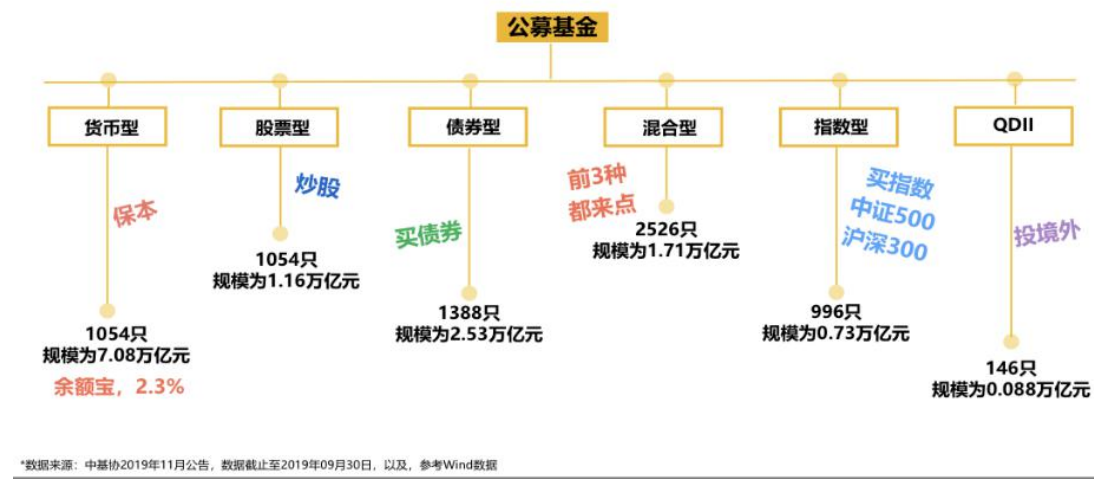 公募基金
货币型
股票型
债券型
混合型
指数型
QDII
保本
炒股
买债券
前3种
都来点
买指数
中证500
沪深300
投境外
1054只
规模为7.08万亿元
余额宝，2.3%
1054只
规模为1.16万亿元
1388只
规模为2.53万亿元
2526只
规模为1.71万亿元
996只
规模为0.73万亿元
146只
规模为0.088万亿元
*数据来源：中基协2019年11月公告，数据截止至2019年09月30日，以及，参考Wind数据